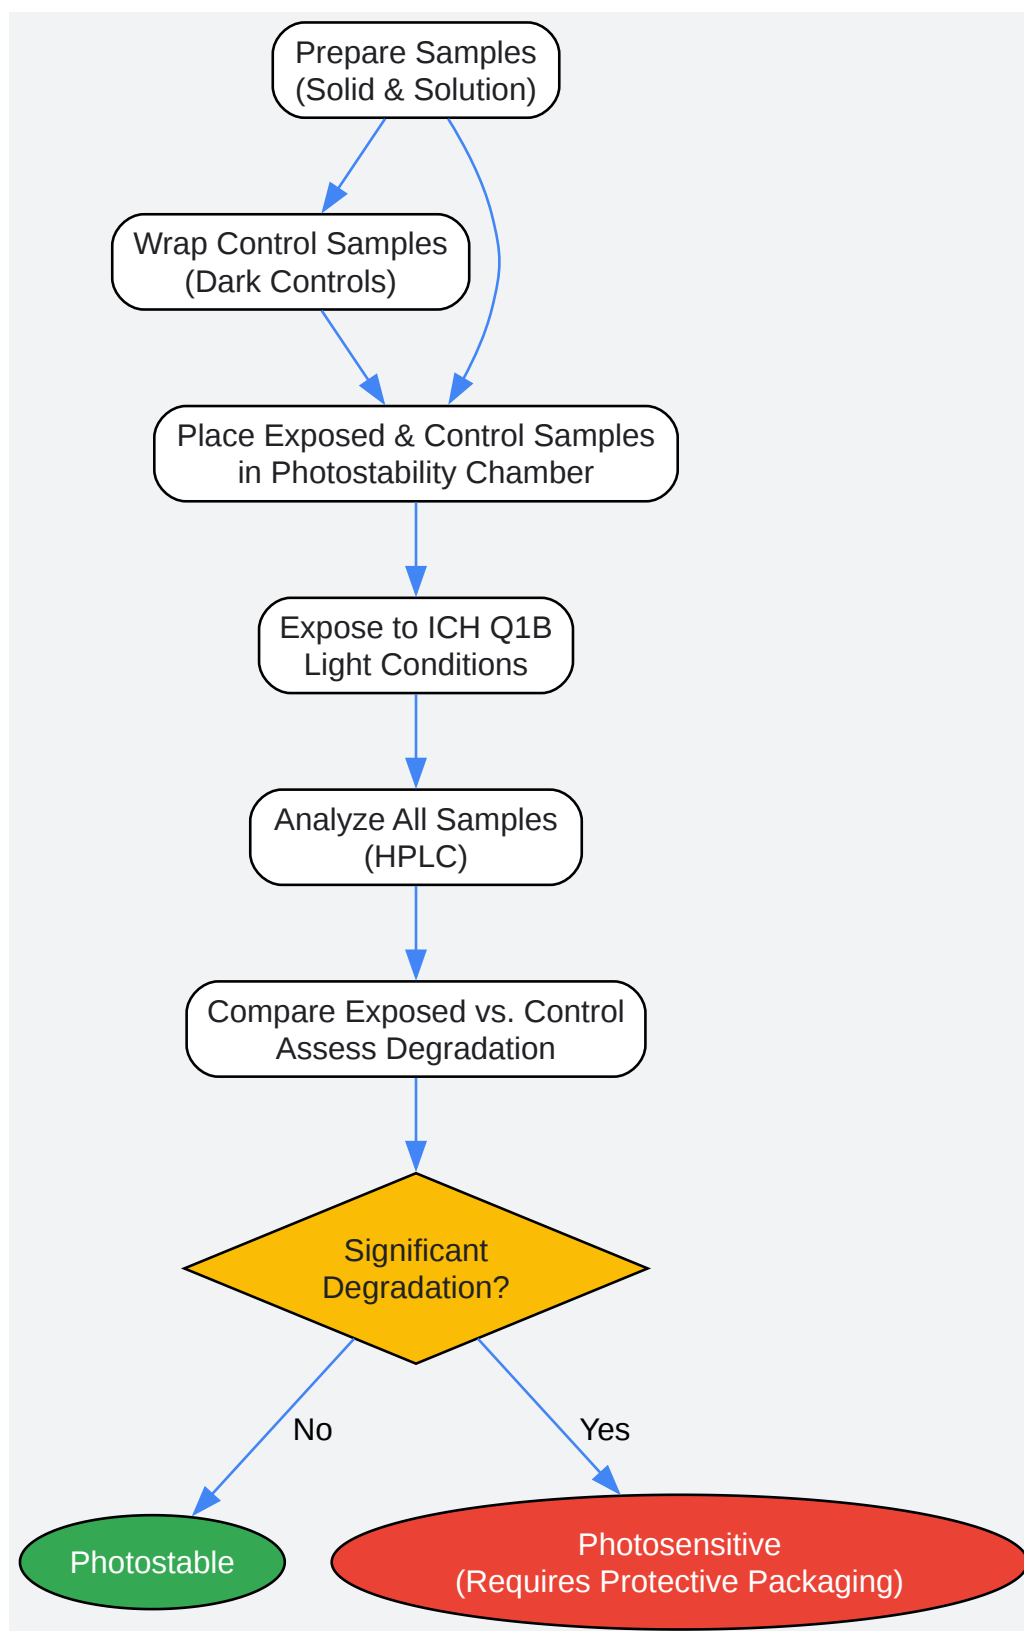 Prepare Samples
(Solid & Solution)
Wrap Control Samples
(Dark Controls)
Place Exposed & Control Samples
in Photostability Chamber
Expose to ICH Q1B
Light Conditions
Analyze All Samples
(HPLC)
Compare Exposed vs. Control
Assess Degradation
Significant
Degradation?
No
Yes
Photostable
Photosensitive
(Requires Protective Packaging)